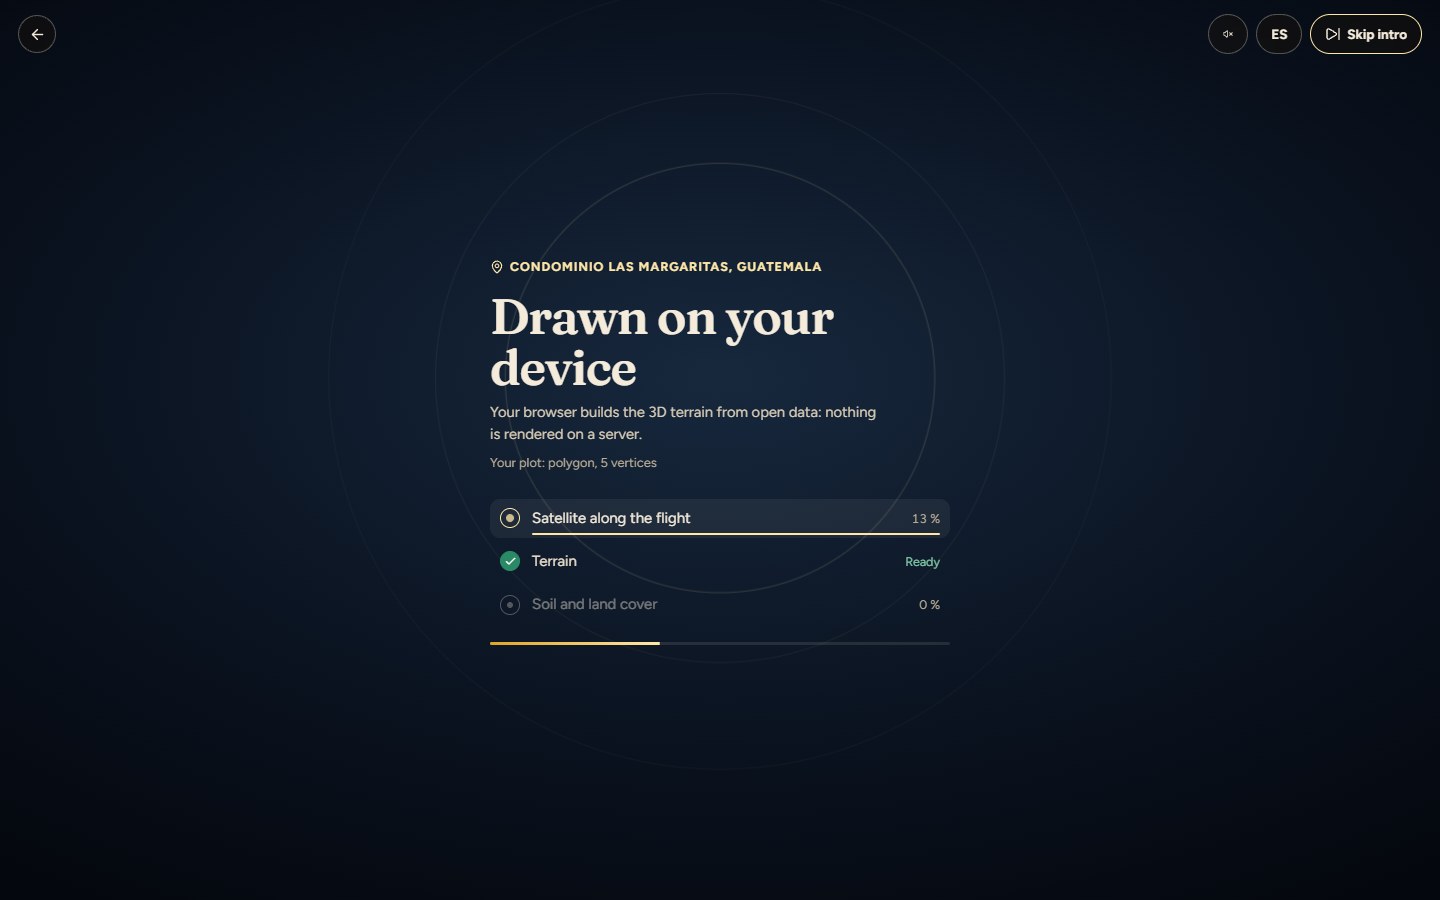 ES
Skip intro
CONDOMINIO LAS MARGARITAS, GUATEMALA
Drawn on your
device
Your browser builds the 3D terrain from open data: nothing
is rendered on a server.
Your plot: polygon, 5 vertices
Satellite along the flight 13 %
Terrain Ready
Soil and land cover 0 %